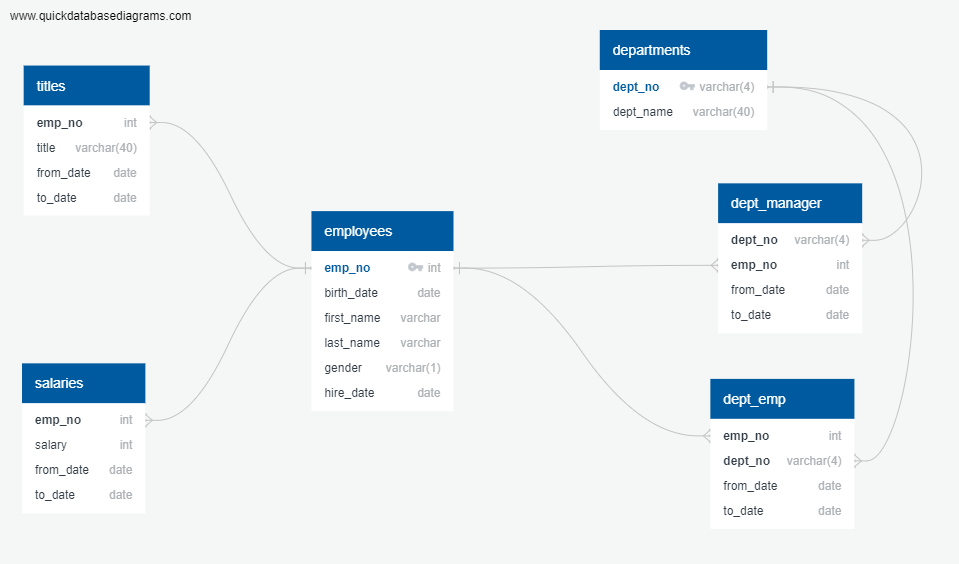 www.quickdatabasediagrams.com
titles
emp_no int
title varchar(40)
from_date date
to_date date
salaries
emp_no int
salary int
from_date date
to_date date
employees
emp_no int
birth_date date
first_name varchar
last_name varchar
gender varchar(1)
hire_date date
departments
dept_no varchar(4)
dept_name varchar(40)
dept_manager
dept_no varchar(4)
emp_no int
from_date date
to_date date
dept_emp
emp_no int
dept_no varchar(4)
from_date date
to_date date